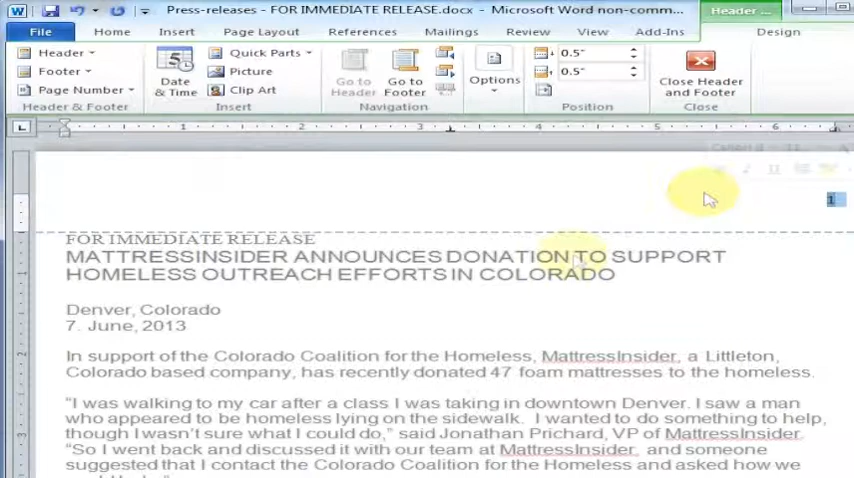 Press-releases - FOR IMMEDIATE RELEASE.docx - Microsoft Word non-comm... Header ...
File Home Insert Page Layout References Mailings Review View Add-Ins Design
Header Quick Parts 0.5"
Footer Picture 0.5"
Page Number Clip Art
Date & Time
Go to Header
Go to Footer
Options
Close Header and Footer
Header & Footer Insert Navigation Position Close
1 2 3 4 5 6
1
FOR IMMEDIATE RELEASE
MATTRESSINSIDER ANNOUNCES DONATION TO SUPPORT
HOMELESS OUTREACH EFFORTS IN COLORADO
Denver, Colorado
7. June, 2013
In support of the Colorado Coalition for the Homeless, MattressInsider, a Littleton,
Colorado based company, has recently donated 47 foam mattresses to the homeless.
“I was walking to my car after a class I was taking in downtown Denver. I saw a man
who appeared to be homeless lying on the sidewalk. I wanted to do something to help,
though I wasn't sure what I could do,” said Jonathan Prichard, VP of MattressInsider.
“So I went back and discussed it with our team at MattressInsider, and someone
suggested that I contact the Colorado Coalition for the Homeless and asked how we